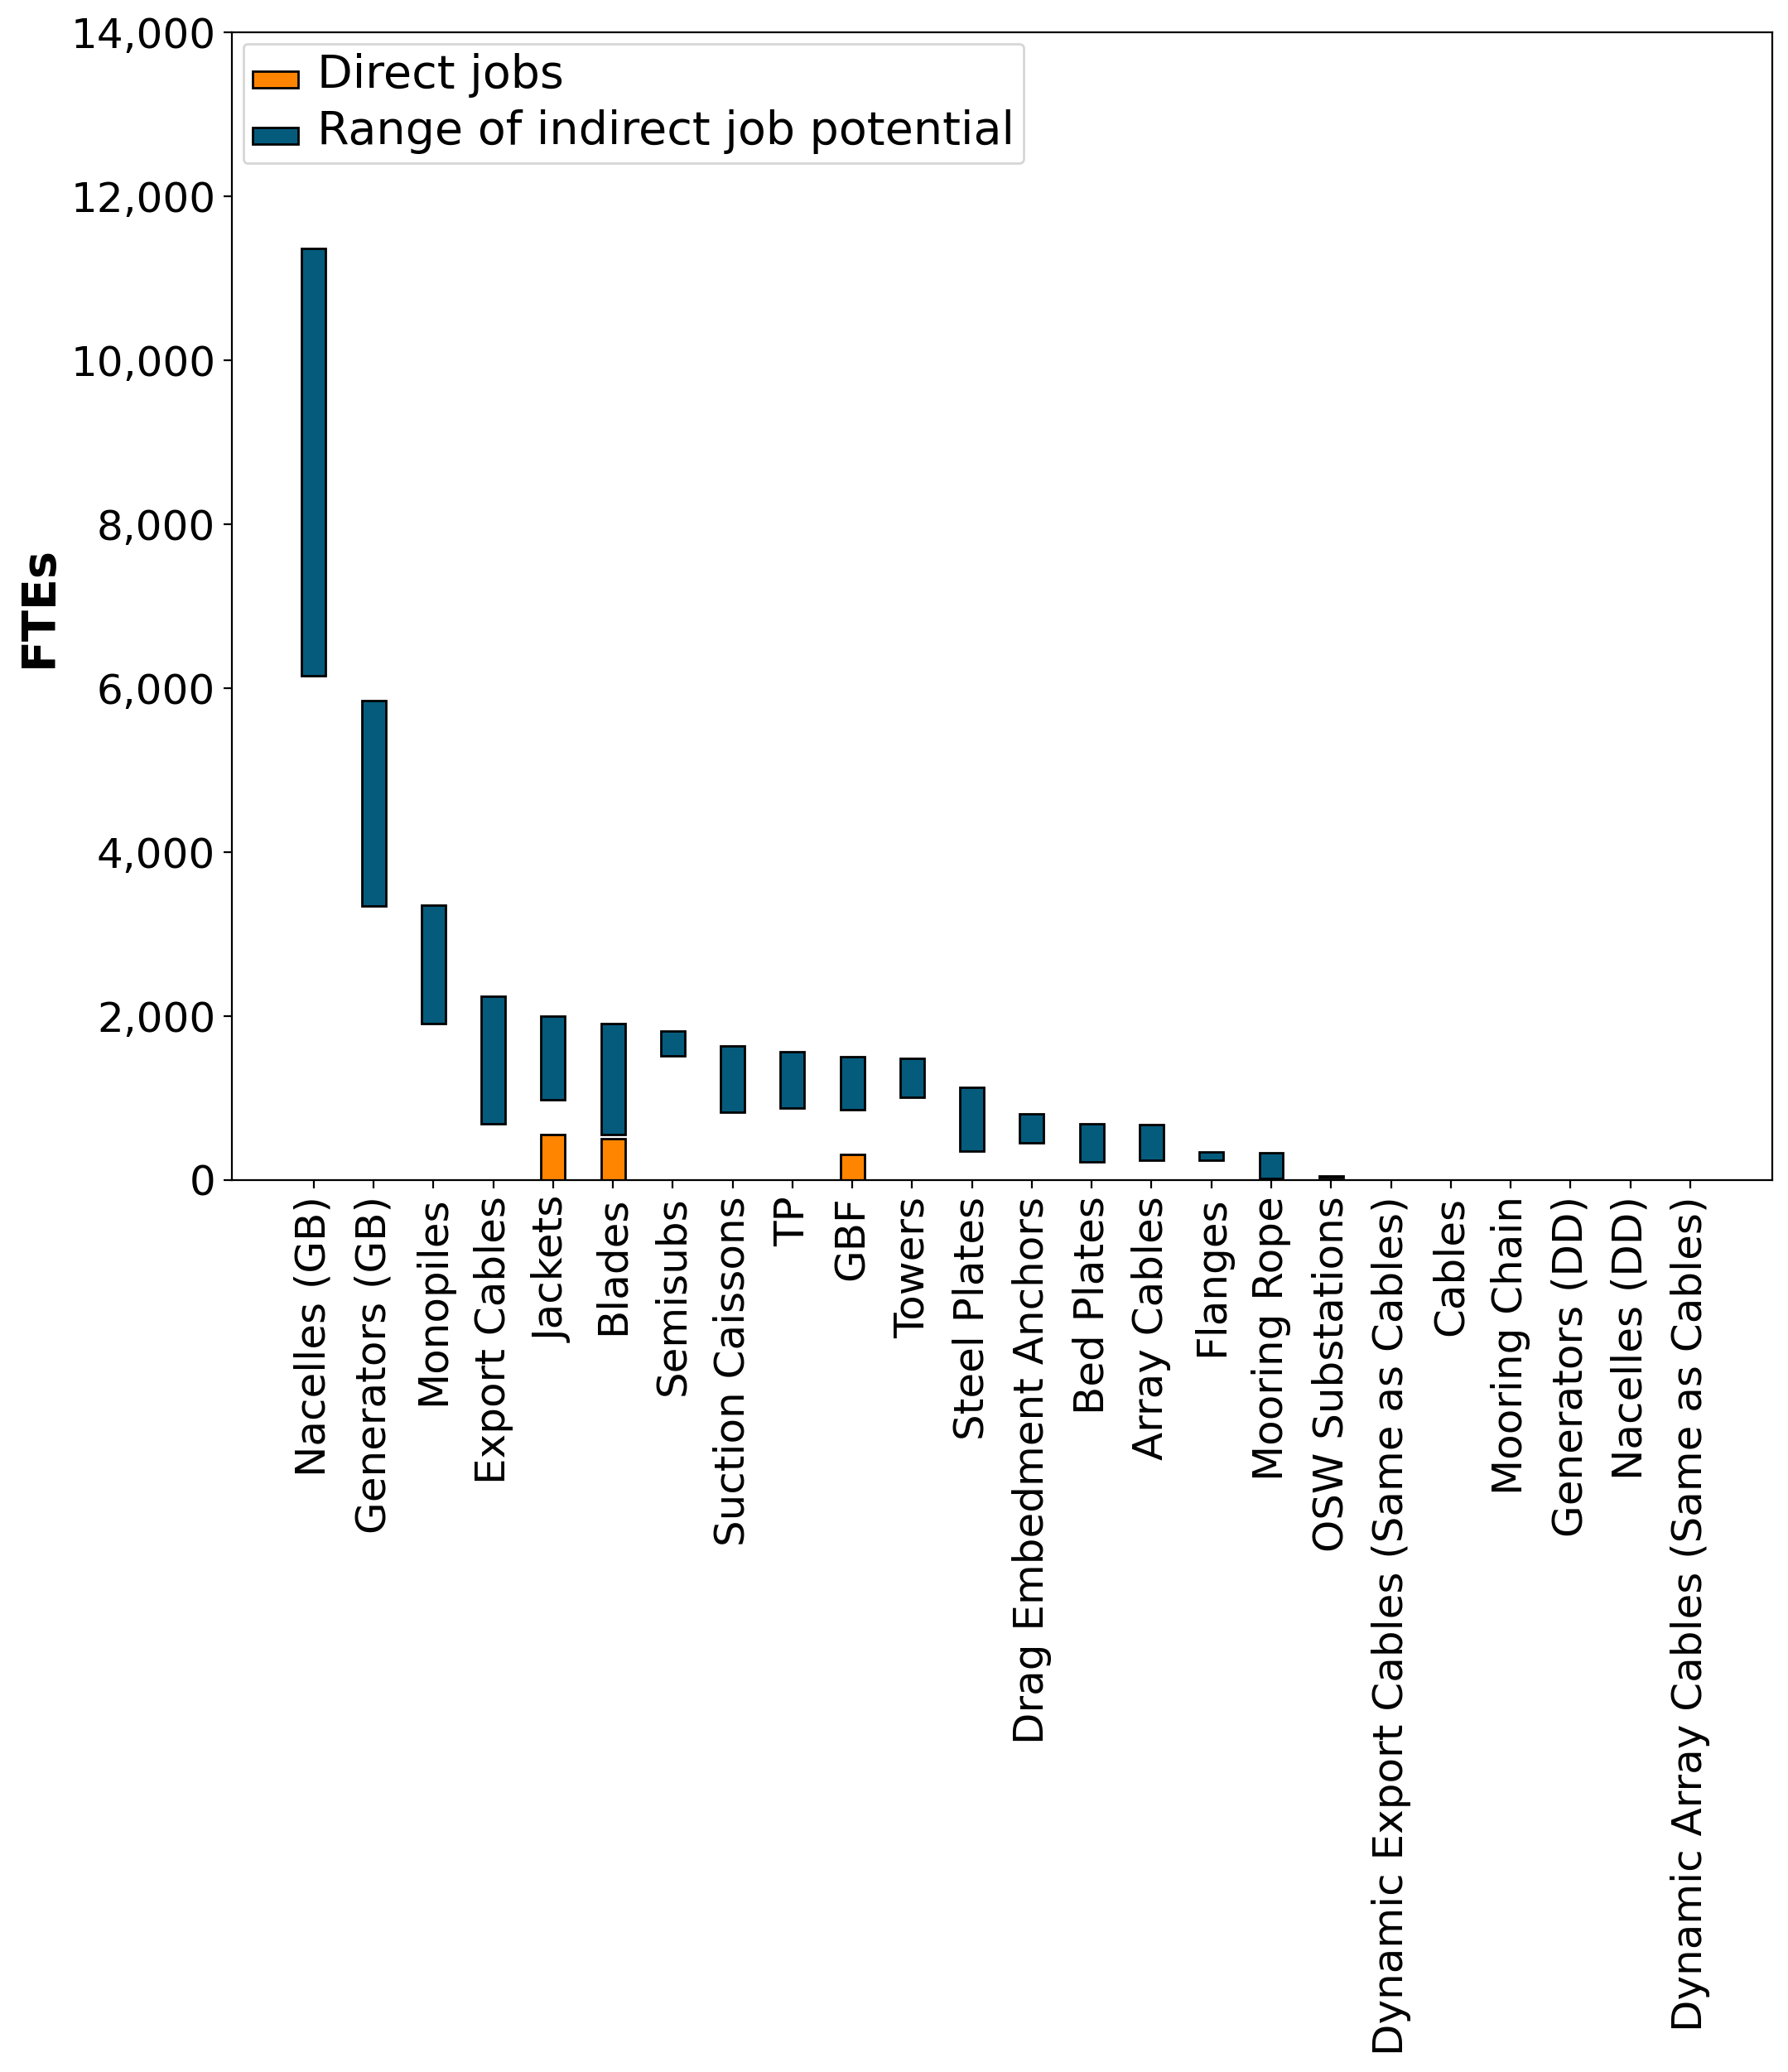 14,000
12,000
10,000
8,000
6,000
4,000
2,000
0
FTEs
Direct jobs
Range of indirect job potential
Nacelles (GB)
Generators (GB)
Monopiles
Export Cables
Jackets
Blades
Semisubs
Suction Caissons
TP
GBF
Towers
Steel Plates
Drag Embedment Anchors
Bed Plates
Array Cables
Flanges
Mooring Rope
OSW Substations
Dynamic Export Cables (Same as Cables)
Cables
Mooring Chain
Generators (DD)
Nacelles (DD)
Dynamic Array Cables (Same as Cables)